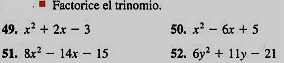 Factorice el trinomio.
49. x² + 2x − 3 50. x² − 6x + 5
51. 8x² − 14x − 15 52. 6y² + 11y − 21